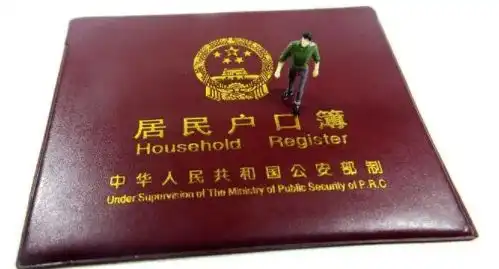 居民户口簿
Household Register
中华人民共和国公安部制
Under Supervision of The Ministry of Public Security of P.R.C